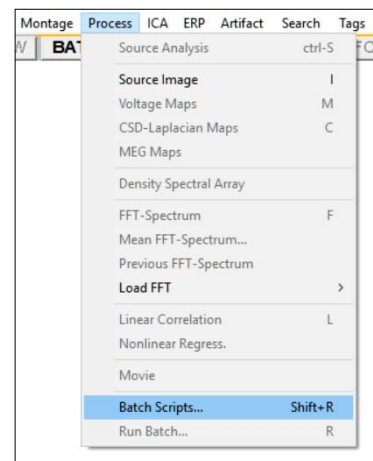 Montage Process ICA ERP Artifact Search Tags
BAT
Source Analysis ctrl-S
Source Image I
Voltage Maps M
CSD-Laplacian Maps C
MEG Maps
Density Spectral Array
FFT-Spectrum F
Mean FFT-Spectrum...
Previous FFT-Spectrum
Load FFT >
Linear Correlation L
Nonlinear Regress.
Movie
Batch Scripts... Shift+R
Run Batch... R